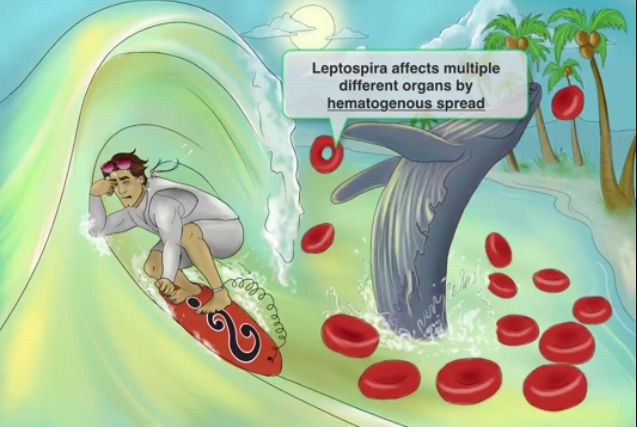 Leptospira affects multiple
different organs by
hematogenous spread